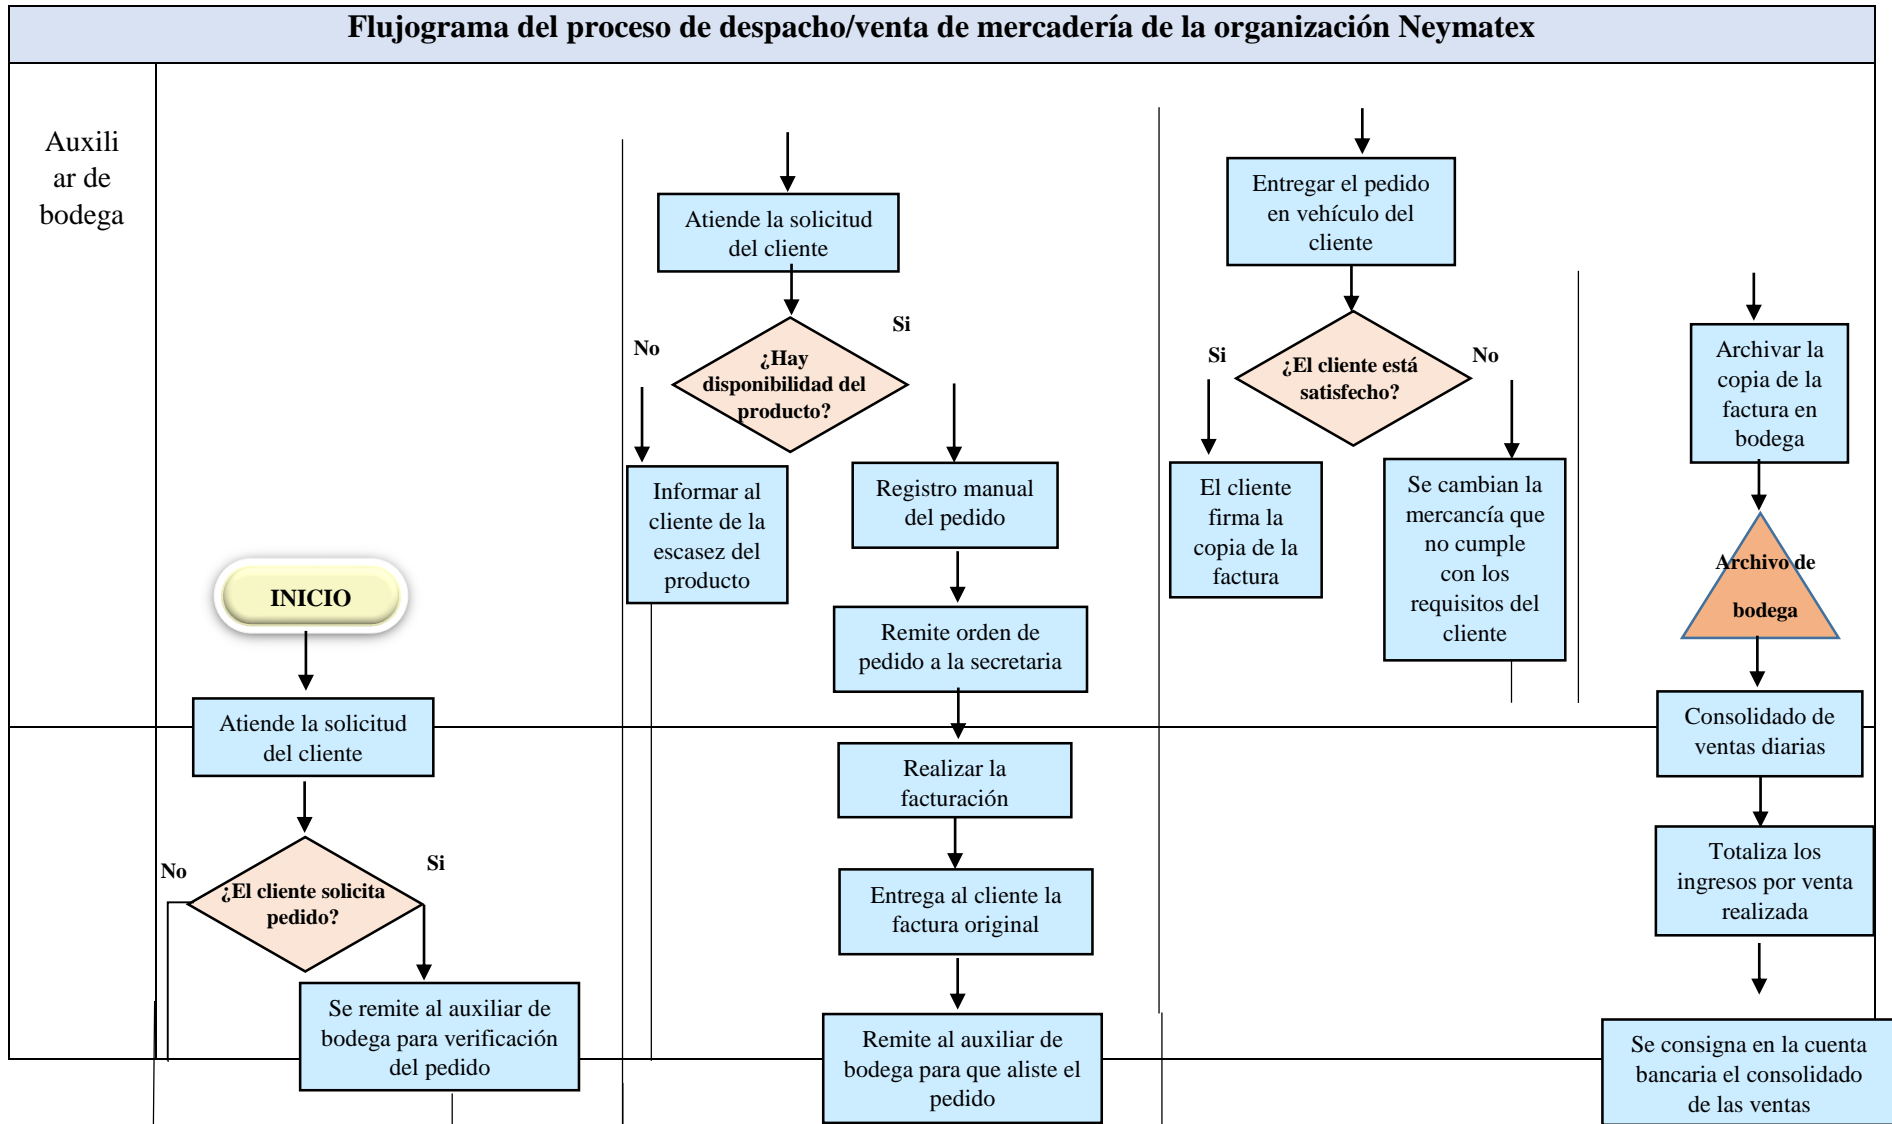 Flujograma del proceso de despacho/venta de mercadería de la organización Neymatex
Auxili
ar de
bodega
INICIO
Atiende la solicitud
del cliente
¿El cliente solicita
pedido?
No
Si
Se remite al auxiliar de
bodega para verificación
del pedido
Atiende la solicitud
del cliente
¿Hay
disponibilidad del
producto?
No
Si
Informar al
cliente de la
escasez del
producto
Registro manual
del pedido
Remite orden de
pedido a la secretaria
Realizar la
facturación
Entrega al cliente la
factura original
Remite al auxiliar de
bodega para que aliste el
pedido
Entregar el pedido
en vehículo del
cliente
¿El cliente está
satisfecho?
Si
No
El cliente
firma la
copia de la
factura
Se cambian la
mercancía que
no cumple
con los
requisitos del
cliente
Archivar la
copia de la
factura en
bodega
Archivo de
bodega
Consolidado de
ventas diarias
Totaliza los
ingresos por venta
realizada
Se consigna en la cuenta
bancaria el consolidado
de las ventas